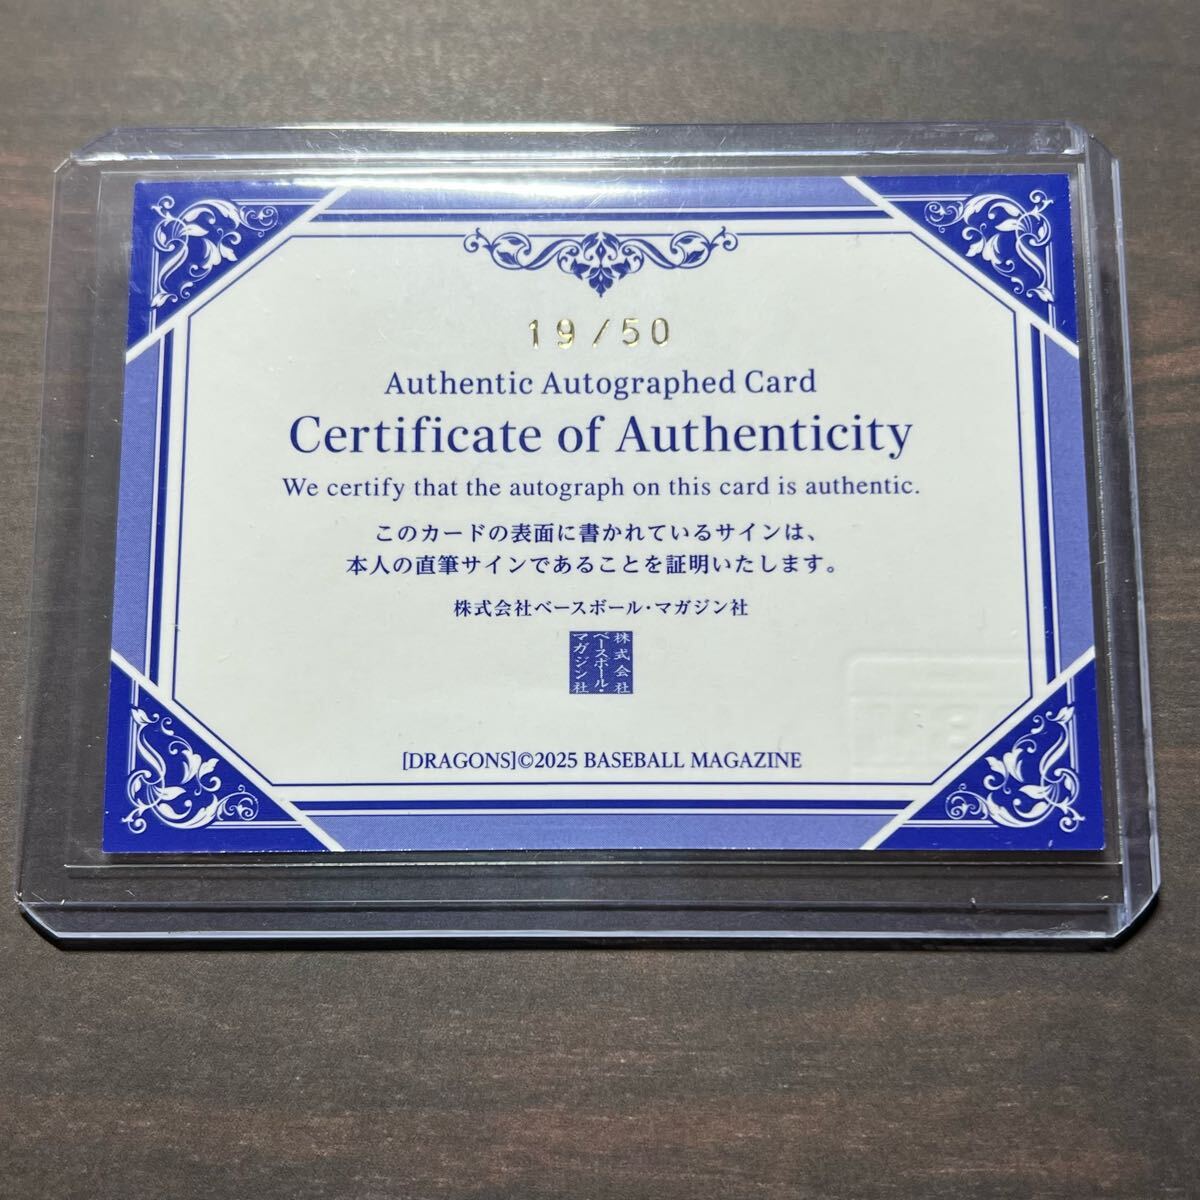 19/50
Authentic Autographed Card
Certificate of Authenticity
We certify that the autograph on this card is authentic.
このカードの表面に書かれているサインは、
本人の直筆サインであることを証明いたします。
株式会社ベースボール・マガジン社
株式会社
ベースボール・
マガジン社
[DRAGONS]©2025 BASEBALL MAGAZINE